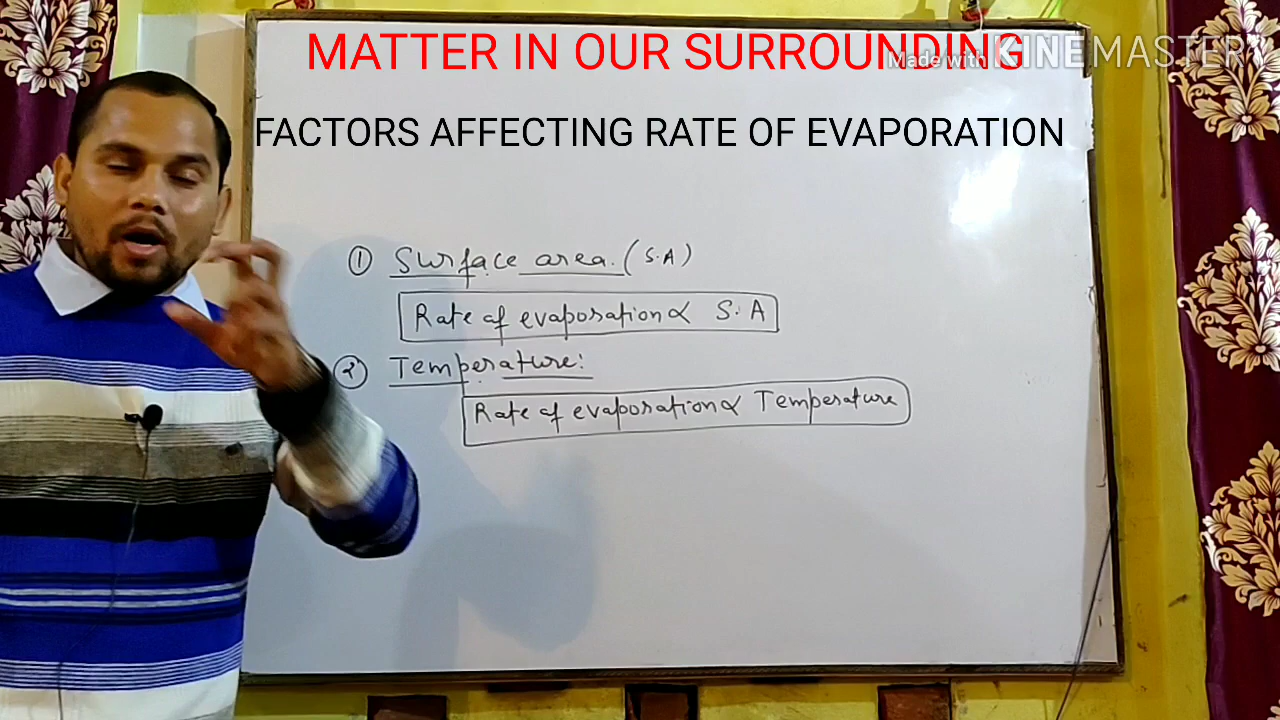 MATTER IN OUR SURROUNDING
Made with KINEMASTER
FACTORS AFFECTING RATE OF EVAPORATION
① Surface area. (S.A)
Rate of evaporation ∝ S.A
② Temperature:
Rate of evaporation ∝ Temperature